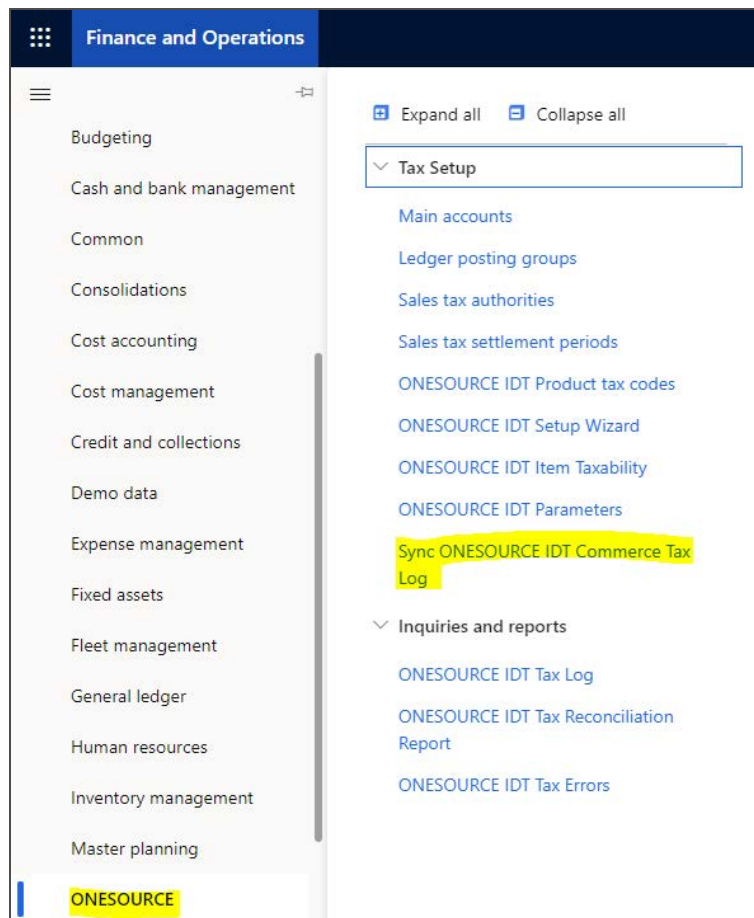 Finance and Operations
Budgeting
Cash and bank management
Common
Consolidations
Cost accounting
Cost management
Credit and collections
Demo data
Expense management
Fixed assets
Fleet management
General ledger
Human resources
Inventory management
Master planning
ONESOURCE
Expand all
Collapse all
Tax Setup
Main accounts
Ledger posting groups
Sales tax authorities
Sales tax settlement periods
ONESOURCE IDT Product tax codes
ONESOURCE IDT Setup Wizard
ONESOURCE IDT Item Taxability
ONESOURCE IDT Parameters
Sync ONESOURCE IDT Commerce Tax
Log
Inquiries and reports
ONESOURCE IDT Tax Log
ONESOURCE IDT Tax Reconciliation
Report
ONESOURCE IDT Tax Errors